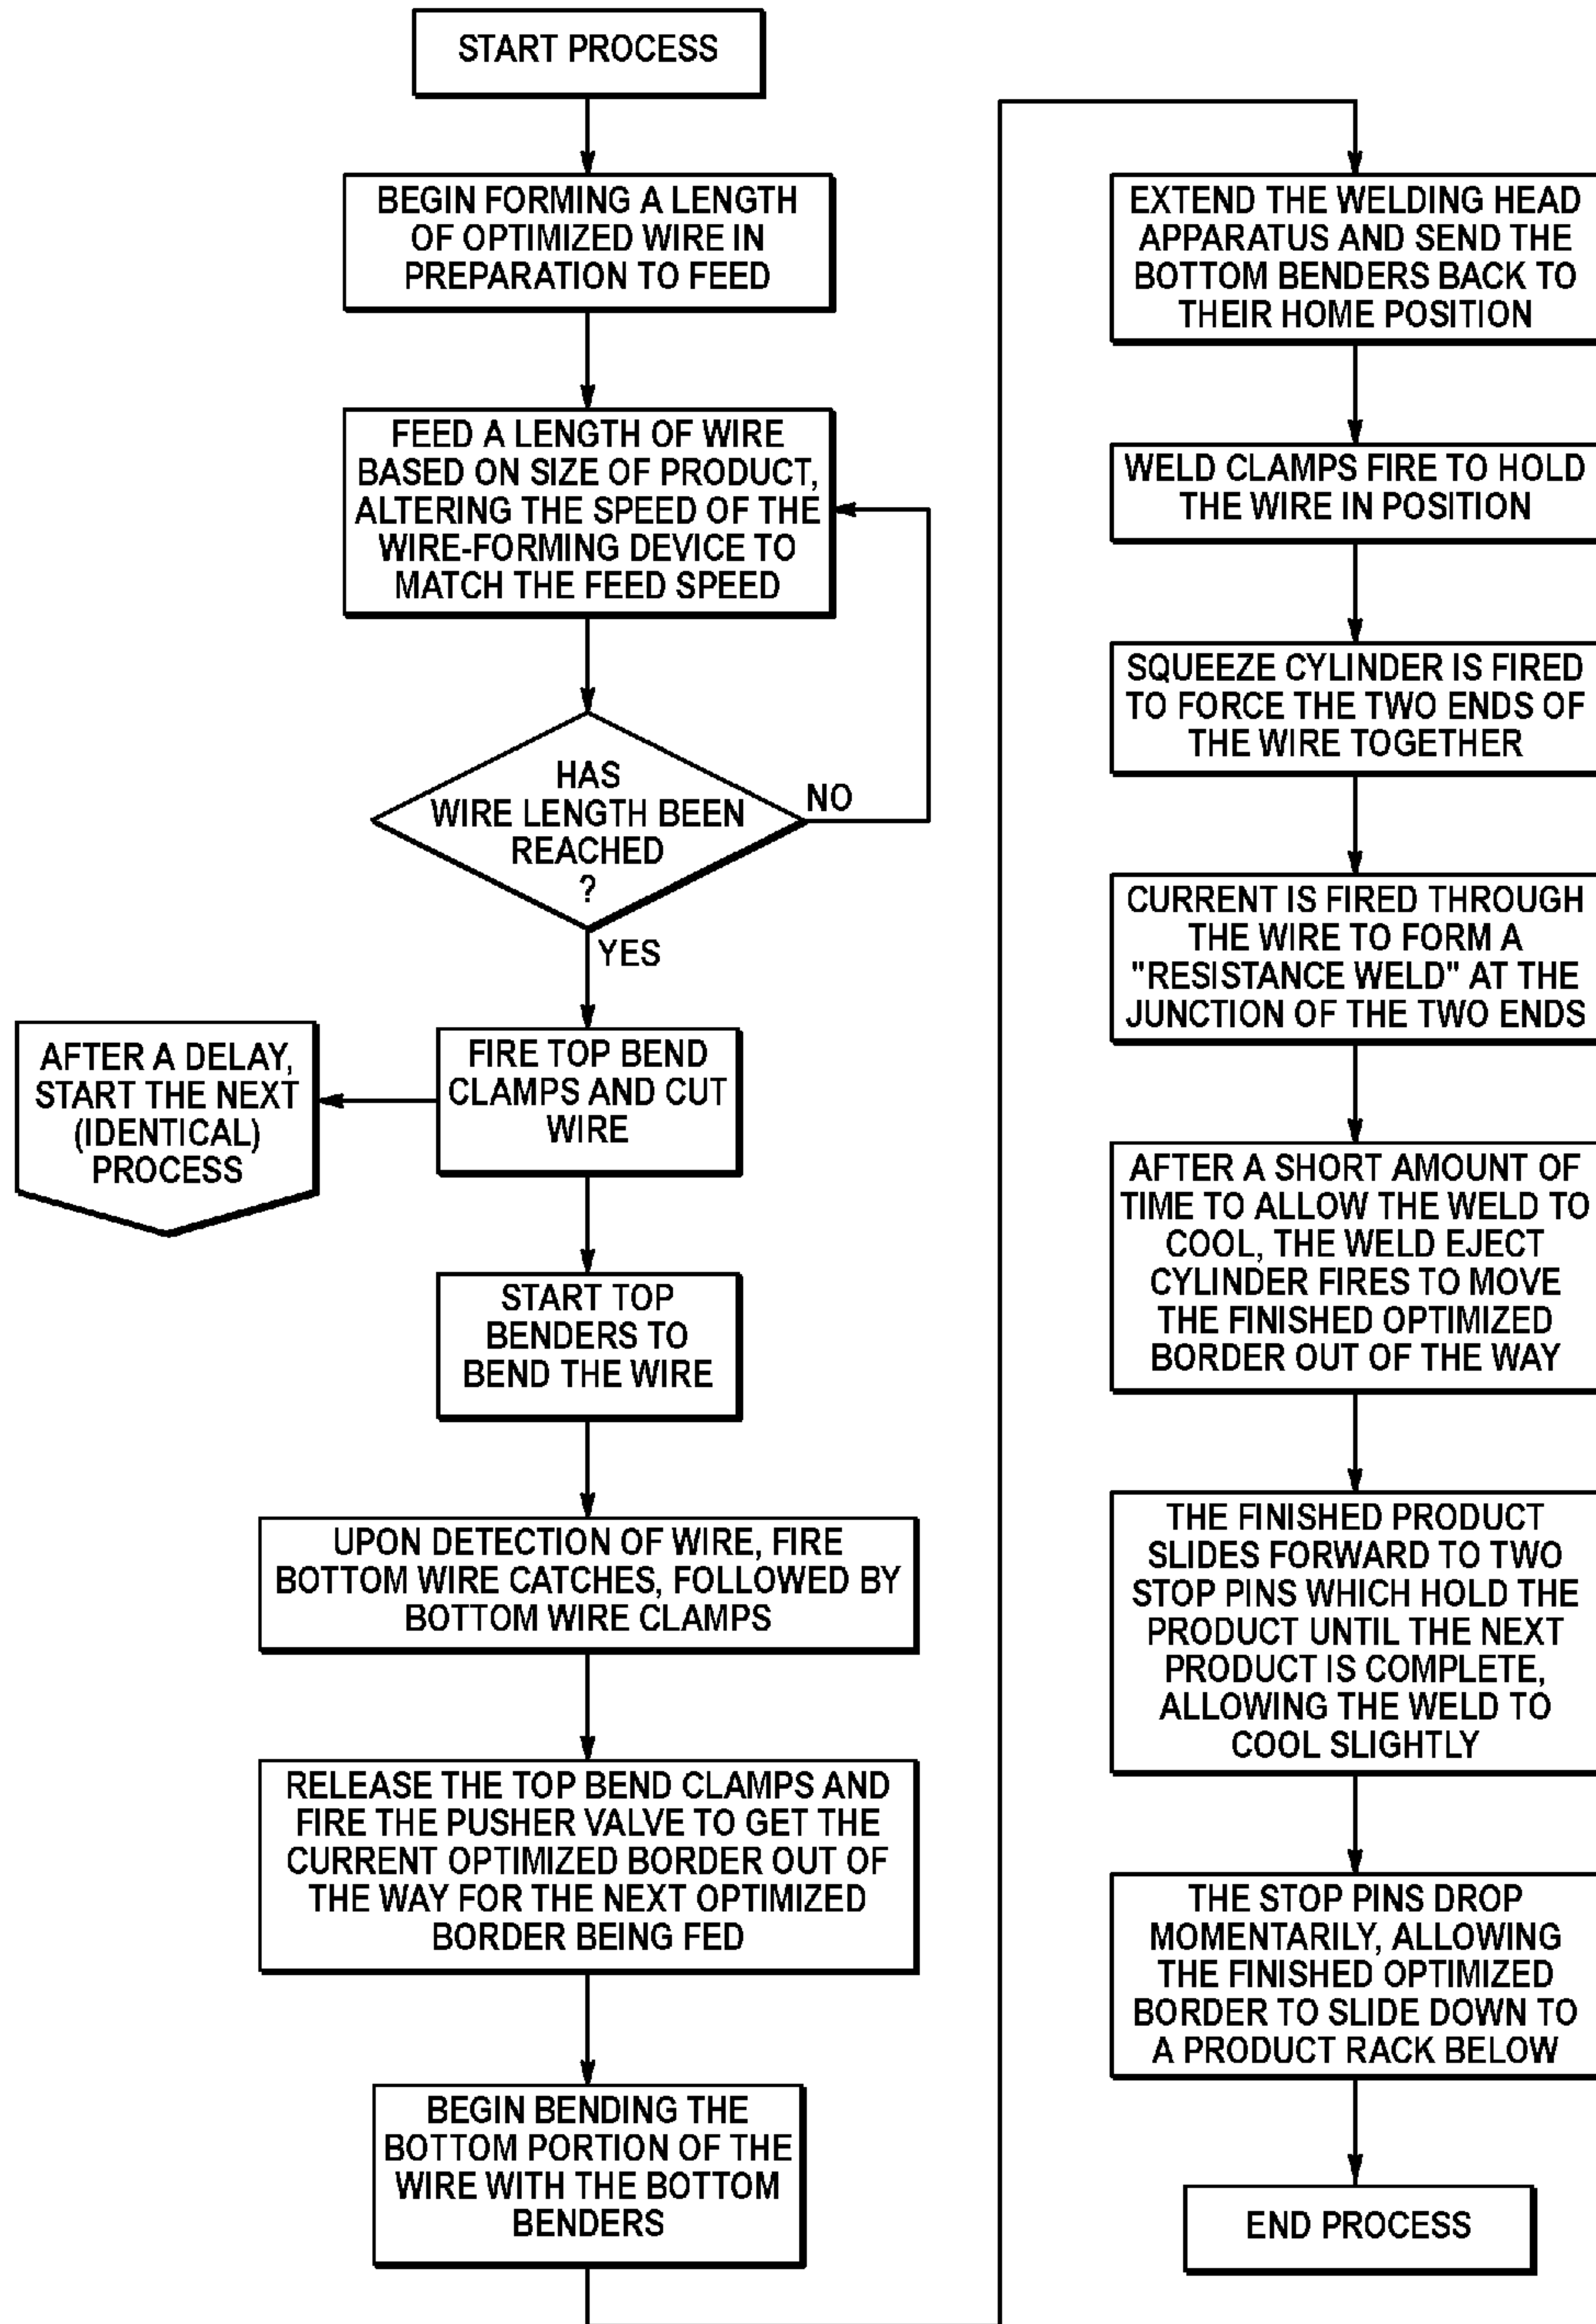 START PROCESS
BEGIN FORMING A LENGTH
OF OPTIMIZED WIRE IN
PREPARATION TO FEED
FEED A LENGTH OF WIRE
BASED ON SIZE OF PRODUCT,
ALTERING THE SPEED OF THE
WIRE-FORMING DEVICE TO
MATCH THE FEED SPEED
HAS
WIRE LENGTH BEEN
REACHED
?
NO
YES
FIRE TOP BEND
CLAMPS AND CUT
WIRE
AFTER A DELAY,
START THE NEXT
(IDENTICAL)
PROCESS
START TOP
BENDERS TO
BEND THE WIRE
UPON DETECTION OF WIRE, FIRE
BOTTOM WIRE CATCHES, FOLLOWED BY
BOTTOM WIRE CLAMPS
RELEASE THE TOP BEND CLAMPS AND
FIRE THE PUSHER VALVE TO GET THE
CURRENT OPTIMIZED BORDER OUT OF
THE WAY FOR THE NEXT OPTIMIZED
BORDER BEING FED
BEGIN BENDING THE
BOTTOM PORTION OF THE
WIRE WITH THE BOTTOM
BENDERS
EXTEND THE WELDING HEAD
APPARATUS AND SEND THE
BOTTOM BENDERS BACK TO
THEIR HOME POSITION
WELD CLAMPS FIRE TO HOLD
THE WIRE IN POSITION
SQUEEZE CYLINDER IS FIRED
TO FORCE THE TWO ENDS OF
THE WIRE TOGETHER
CURRENT IS FIRED THROUGH
THE WIRE TO FORM A
"RESISTANCE WELD" AT THE
JUNCTION OF THE TWO ENDS
AFTER A SHORT AMOUNT OF
TIME TO ALLOW THE WELD TO
COOL, THE WELD EJECT
CYLINDER FIRES TO MOVE
THE FINISHED OPTIMIZED
BORDER OUT OF THE WAY
THE FINISHED PRODUCT
SLIDES FORWARD TO TWO
STOP PINS WHICH HOLD THE
PRODUCT UNTIL THE NEXT
PRODUCT IS COMPLETE,
ALLOWING THE WELD TO
COOL SLIGHTLY
THE STOP PINS DROP
MOMENTARILY, ALLOWING
THE FINISHED OPTIMIZED
BORDER TO SLIDE DOWN TO
A PRODUCT RACK BELOW
END PROCESS